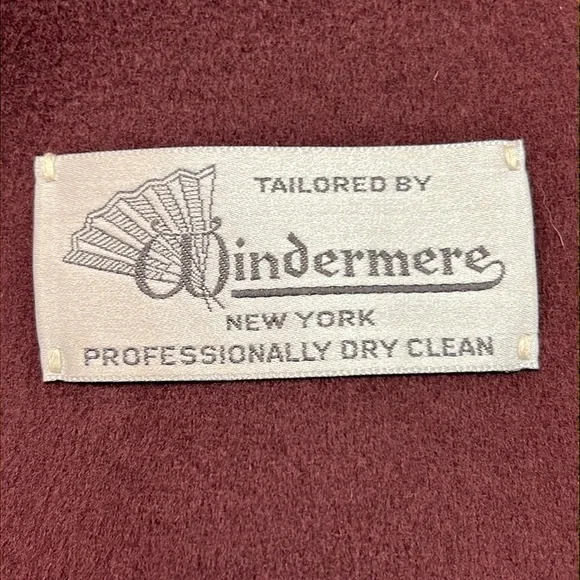 TAILORED BY
Windermere
NEW YORK
PROFESSIONALLY DRY CLEAN